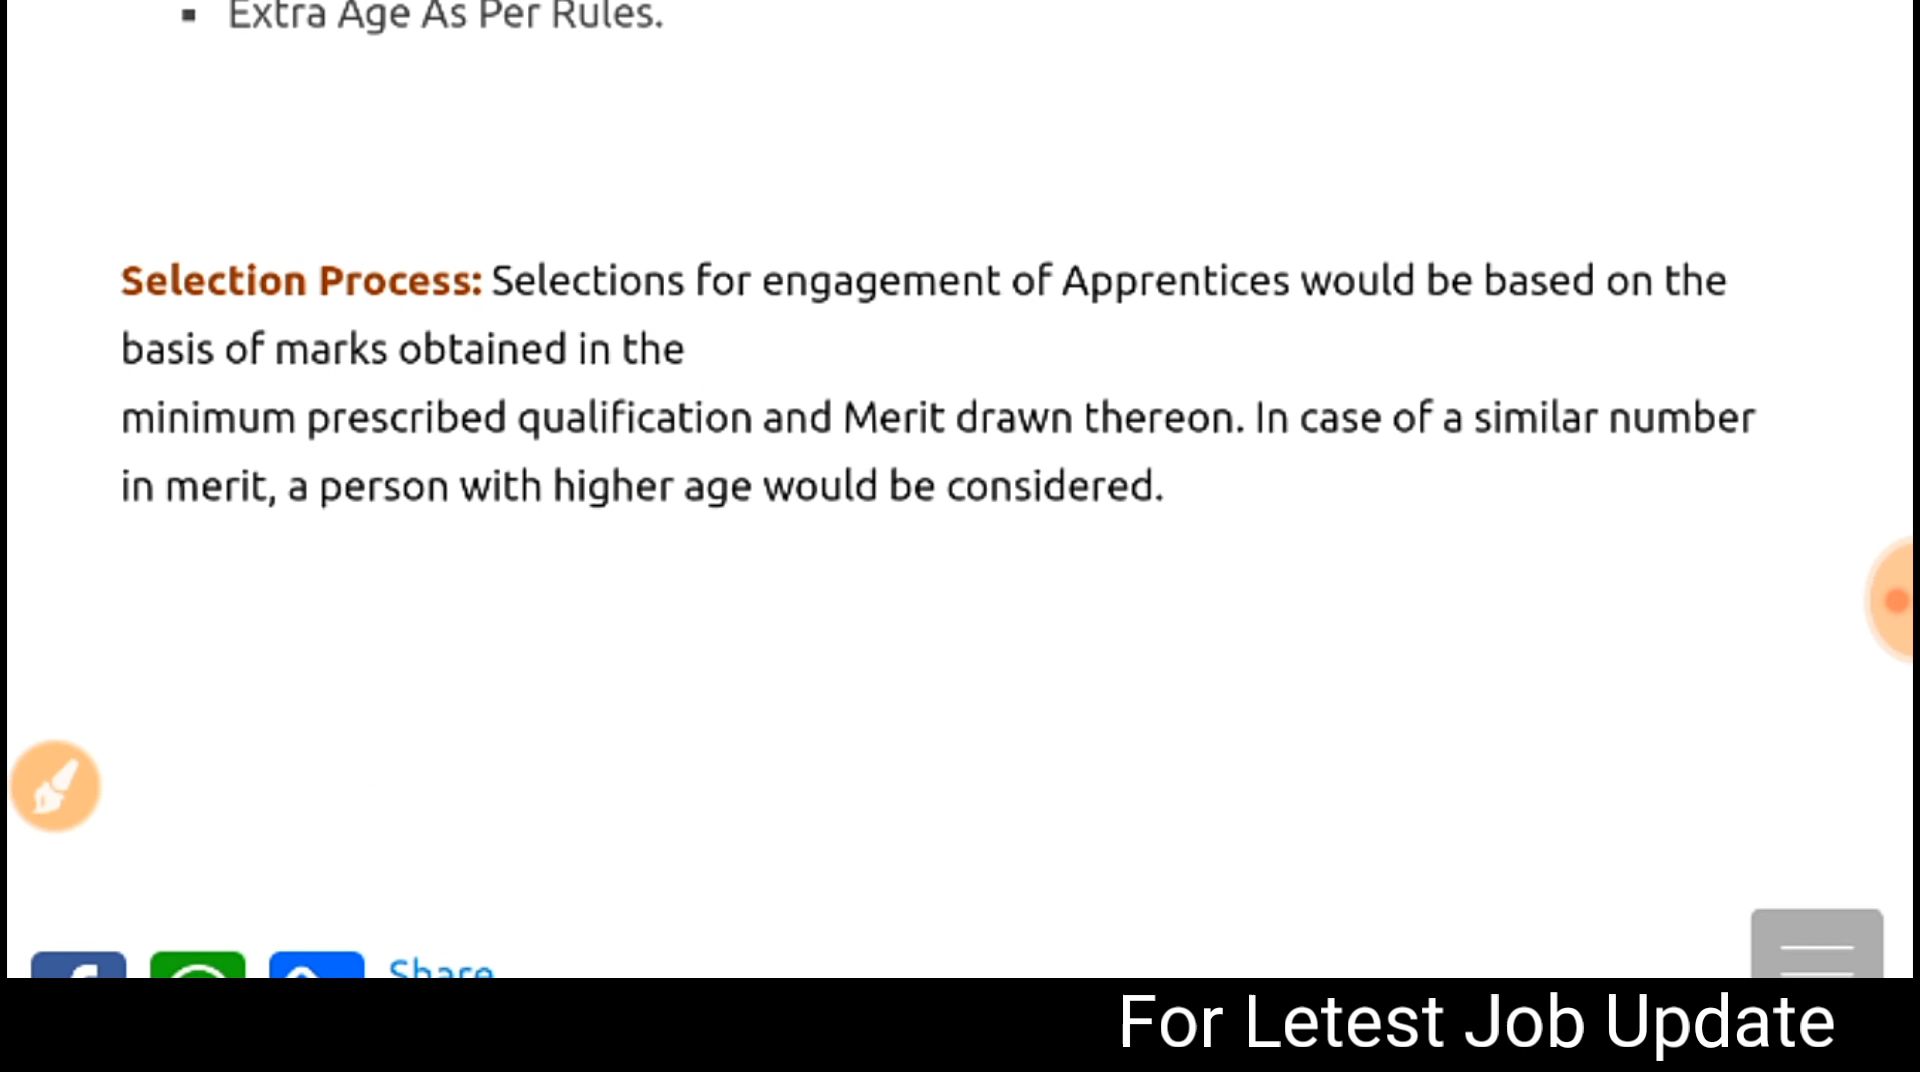 Extra Age As Per Rules.
Selection Process: Selections for engagement of Apprentices would be based on the
basis of marks obtained in the
minimum prescribed qualification and Merit drawn thereon. In case of a similar number
in merit, a person with higher age would be considered.
Share
For Letest Job Update